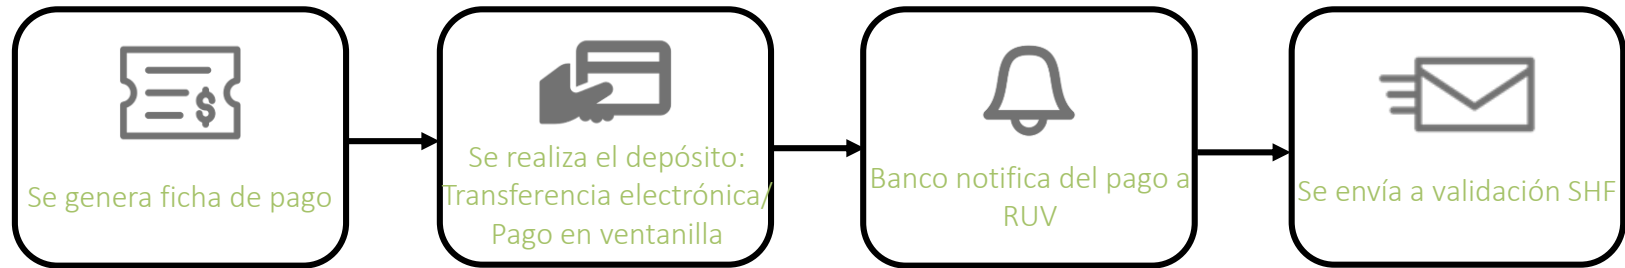 $
Se genera ficha de pago
Se realiza el depósito:
Transferencia electrónica/
Pago en ventanilla
Banco notifica del pago a
RUV
Se envía a validación SHF